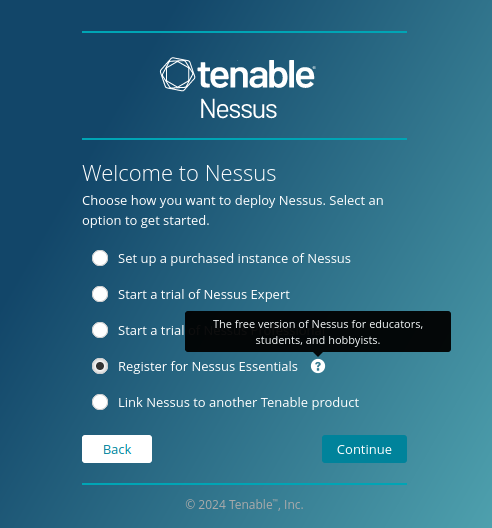 tenable
Nessus
Welcome to Nessus
Choose how you want to deploy Nessus. Select an
option to get started.
Set up a purchased instance of Nessus
Start a trial of Nessus Expert
Start a trial
The free version of Nessus for educators,
students, and hobbyists.
Register for Nessus Essentials ?
Link Nessus to another Tenable product
Back
Continue
© 2024 Tenable™, Inc.